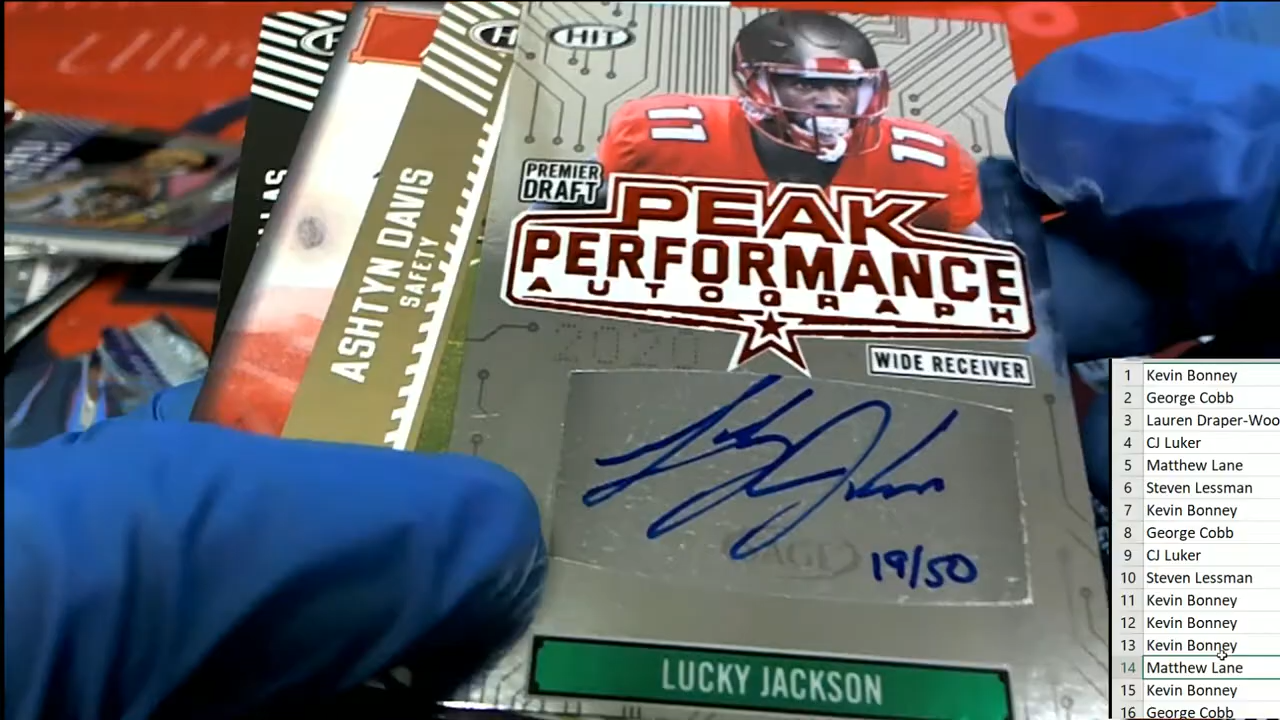 HIT
11
11
PREMIER
DRAFT
PEAK
PERFORMANCE
AUTOGRAPH
2020
WIDE RECEIVER
19/50
LUCKY JACKSON
ASHTYN DAVIS
SAFETY
1 Kevin Bonney
2 George Cobb
3 Lauren Draper-Woo
4 CJ Luker
5 Matthew Lane
6 Steven Lessman
7 Kevin Bonney
8 George Cobb
9 CJ Luker
10 Steven Lessman
11 Kevin Bonney
12 Kevin Bonney
13 Kevin Bonney
14 Matthew Lane
15 Kevin Bonney
16 George Cobb